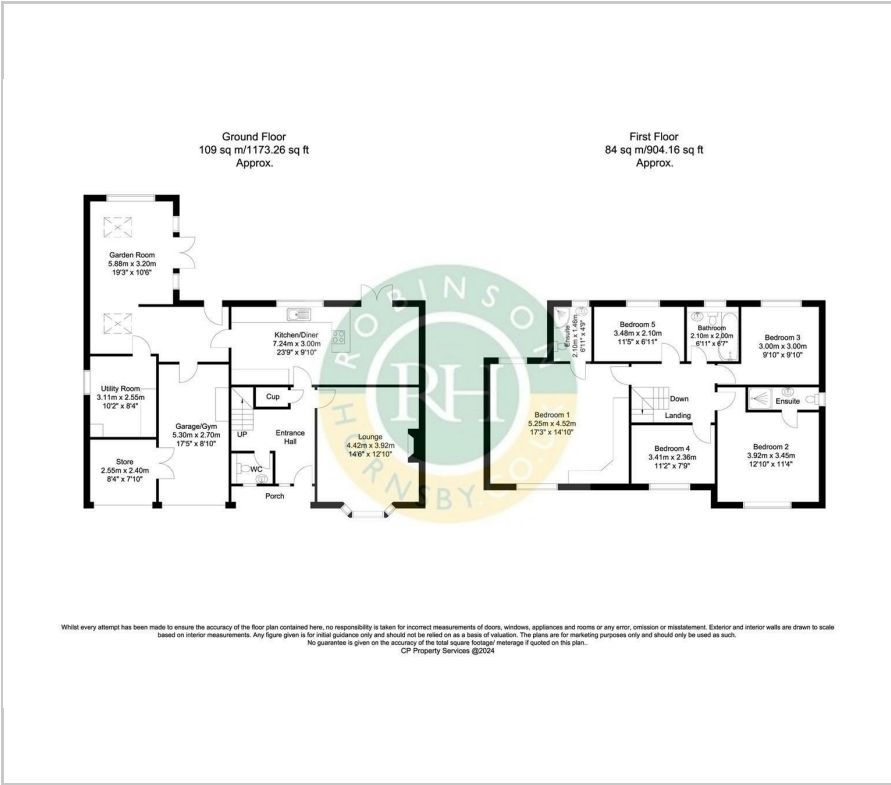 Ground Floor
109 sq m/1173.26 sq ft
Approx.
First Floor
84 sq m/904.16 sq ft
Approx.
Garden Room
5.88m x 3.20m
19'3" x 10'6"
Kitchen/Diner
7.24m x 3.00m
23'9" x 9'10"
Utility Room
3.11m x 2.55m
10'2" x 8'4"
Garage/Gym
5.30m x 2.70m
17'5" x 8'10"
Cup
UP
Entrance
Hall
Lounge
4.42m x 3.92m
14'6" x 12'10"
Store
2.55m x 2.40m
8'4" x 7'10"
WC
Porch
Ensuite
2.10m x 1.46m
6'11" x 4'9"
Bedroom 5
3.48m x 2.10m
11'5" x 6'11"
Bathroom
2.10m x 2.00m
6'11" x 6'7"
Bedroom 3
3.00m x 3.00m
9'10" x 9'10"
Bedroom 1
5.25m x 4.52m
17'3" x 14'10"
Down
Landing
Ensuite
Bedroom 4
3.41m x 2.36m
11'2" x 7'9"
Bedroom 2
3.92m x 3.45m
12'10" x 11'4"
ROBINSON
RH
HORNSBY.CO.UK
Whilst every attempt has been made to ensure the accuracy of the floor plan contained here, no responsibility is taken for incorrect measurements of doors, windows, appliances and rooms or any error, omission or misstatement. Exterior and interior walls are drawn to scale
based on interior measurements. Any figure given is for initial guidance only and should not be relied on as a basis of valuation. The plans are for marketing purposes only and should only be used as such.
No guarantee is given on the accuracy of the total square footage/ meterage if quoted on this plan..
CP Property Services @2024